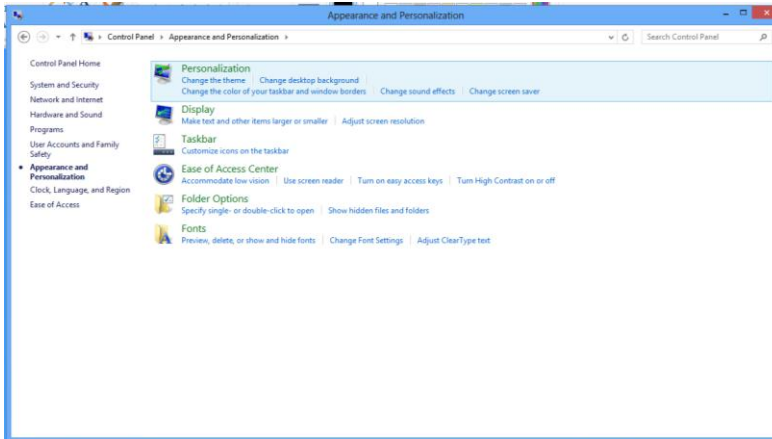 Appearance and Personalization
Control Panel Appearance and Personalization
Search Control Panel
Control Panel Home
System and Security
Network and Internet
Hardware and Sound
Programs
User Accounts and Family
Safety
Appearance and
Personalization
Clock, Language, and Region
Ease of Access
Personalization
Change the theme Change desktop background
Change the color of your taskbar and window borders Change sound effects Change screen saver
Display
Make text and other items larger or smaller Adjust screen resolution
Taskbar
Customize icons on the taskbar
Ease of Access Center
Accommodate low vision Use screen reader Turn on easy access keys Turn High Contrast on or off
Folder Options
Specify single- or double-click to open Show hidden files and folders
Fonts
Preview, delete, or show and hide fonts Change Font Settings Adjust ClearType text